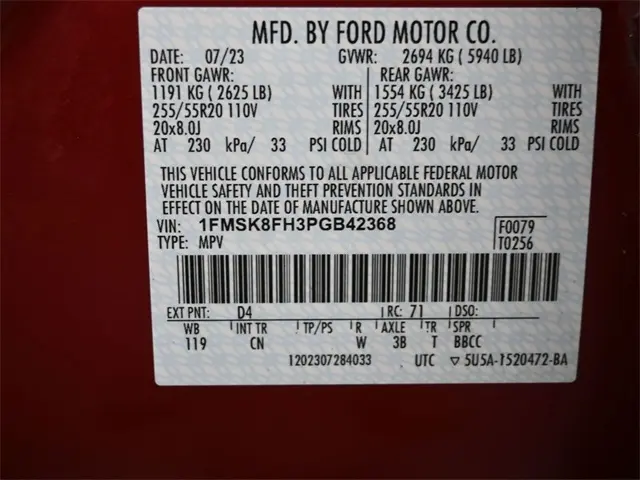 MFD. BY FORD MOTOR CO.
DATE: 07/23 GVWR: 2694 KG ( 5940 LB)
FRONT GAWR: REAR GAWR:
1191 KG ( 2625 LB) WITH 1554 KG ( 3425 LB) WITH
255/55R20 110V TIRES 255/55R20 110V TIRES
20x8.0J RIMS 20x8.0J RIMS
AT 230 kPa/ 33 PSI COLD AT 230 kPa/ 33 PSI COLD
THIS VEHICLE CONFORMS TO ALL APPLICABLE FEDERAL MOTOR
VEHICLE SAFETY AND THEFT PREVENTION STANDARDS IN
EFFECT ON THE DATE OF MANUFACTURE SHOWN ABOVE.
VIN: 1FMSK8FH3PGB42368 F0079
TYPE: MPV T0256
EXT PNT: D4 RC: 71 DSO:
WB INT TR TP/PS R AXLE TR SPR
119 CN W 3B T BBCC
1202307284033 UTC ▽ 5U5A-1520472-BA